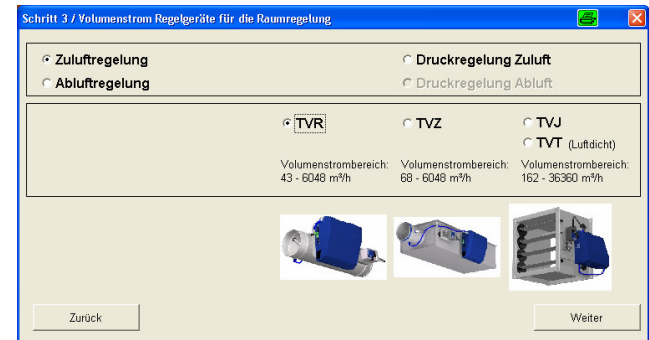 Schritt 3 / Volumenstrom Regelgeräte für die Raumregelung
Zuluftregelung
Druckregelung Zuluft
Abluftregelung
Druckregelung Abluft
TVR
TVZ
TVJ
TVT (Luftdicht)
Volumenstrombereich:
43 - 6048 m³/h
Volumenstrombereich:
68 - 6048 m³/h
Volumenstrombereich:
162 - 36360 m³/h
Zurück
Weiter